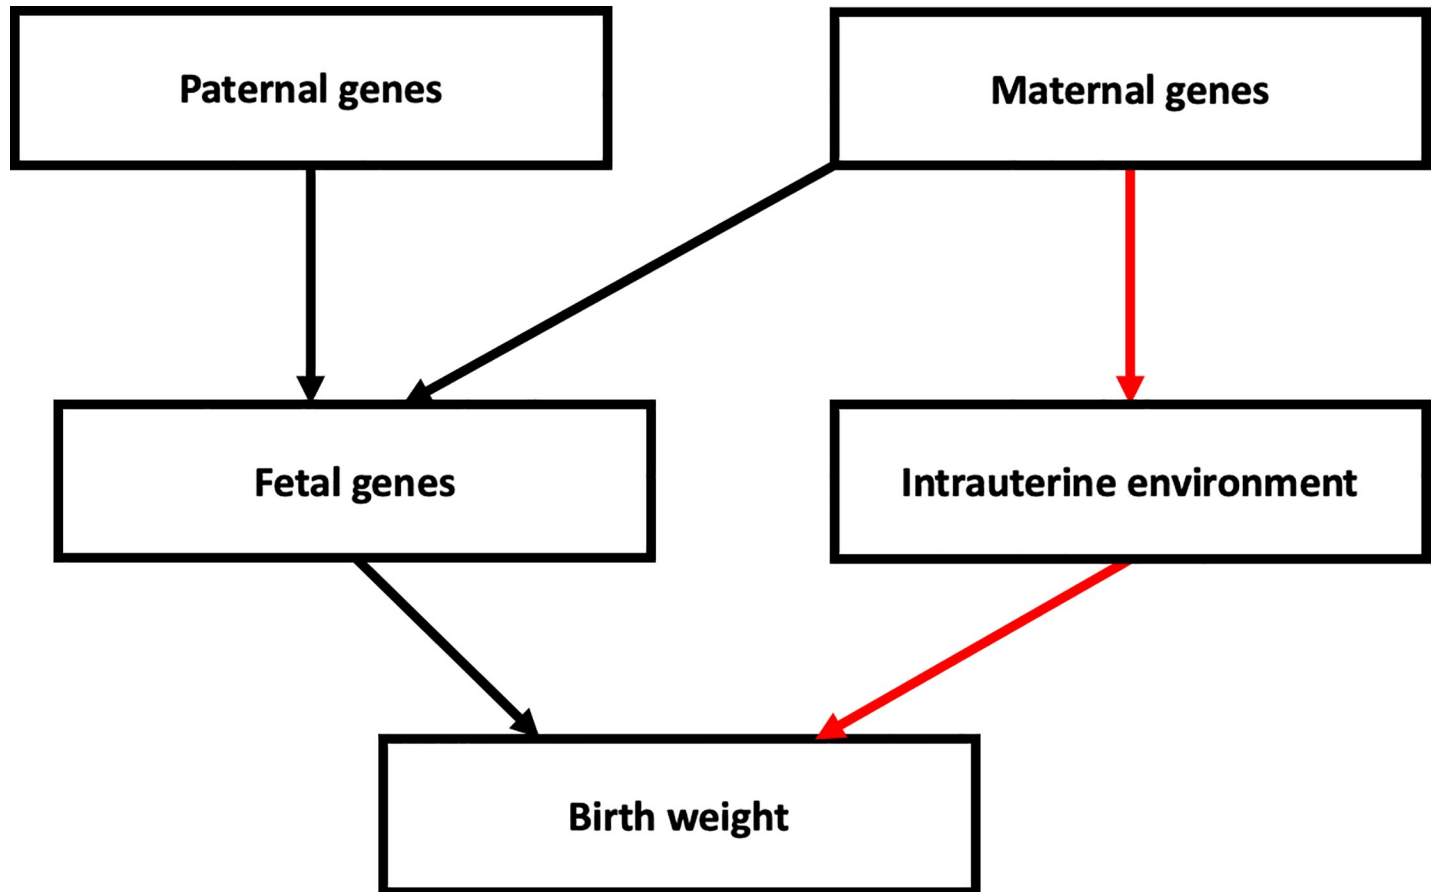 Paternal genes
Maternal genes
Fetal genes
Intrauterine environment
Birth weight